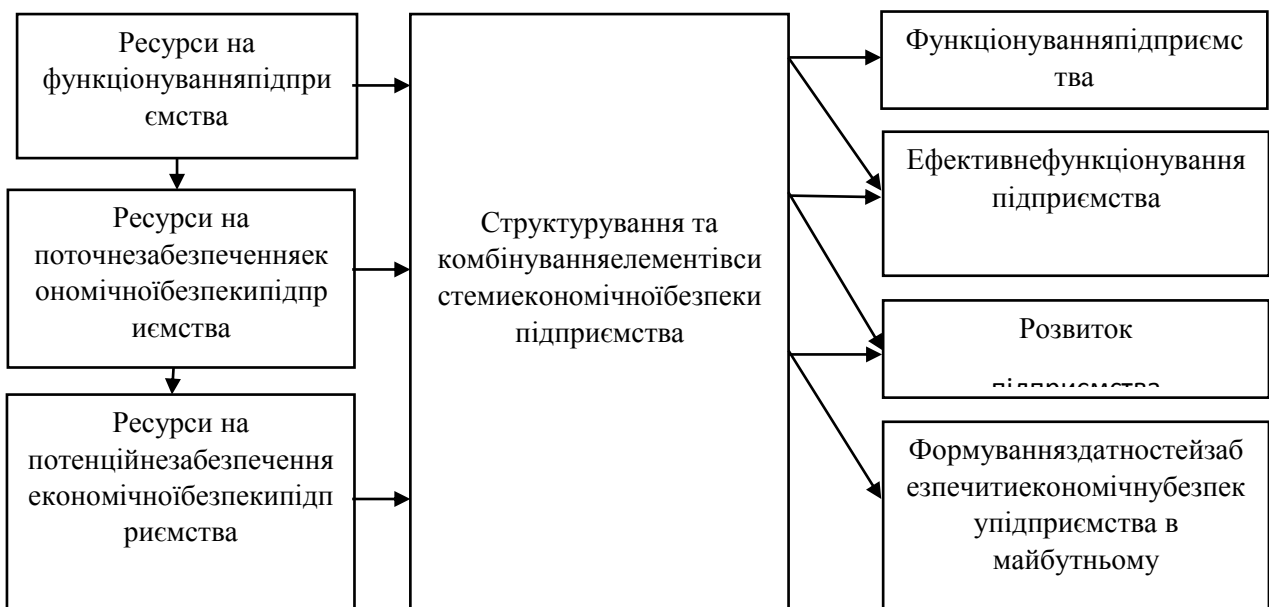 Ресурси на
функціонуванняпідпри
ємства
Ресурси на
поточнезабезпеченняек
ономічноїбезпекипідпр
иємства
Ресурси на
потенційнезабезпечення
економічноїбезпекипідп
риємства
Структурування та
комбінуванняелементівси
стемиекономічноїбезпеки
підприємства
Функціонуванняпідприємс
тва
Ефективнефункціонування
підприємства
Розвиток
підприємства
Формуванняздатностейзаб
езпечитиекономічнубезпек
упідприємства в
майбутньому